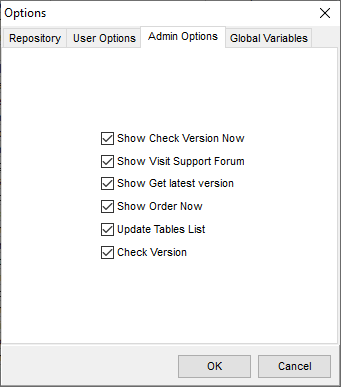 Options
Repository User Options Admin Options Global Variables
Show Check Version Now
Show Visit Support Forum
Show Get latest version
Show Order Now
Update Tables List
Check Version
OK Cancel